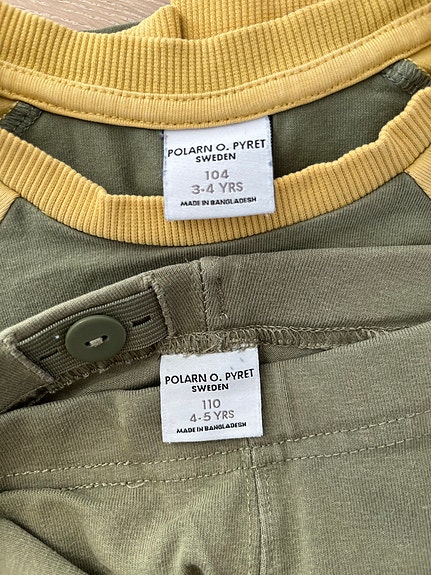 POLARN O. PYRET
SWEDEN
104
3-4 YRS
MADE IN BANGLADESH
POLARN O. PYRET
SWEDEN
110
4-5 YRS
MADE IN BANGLADESH